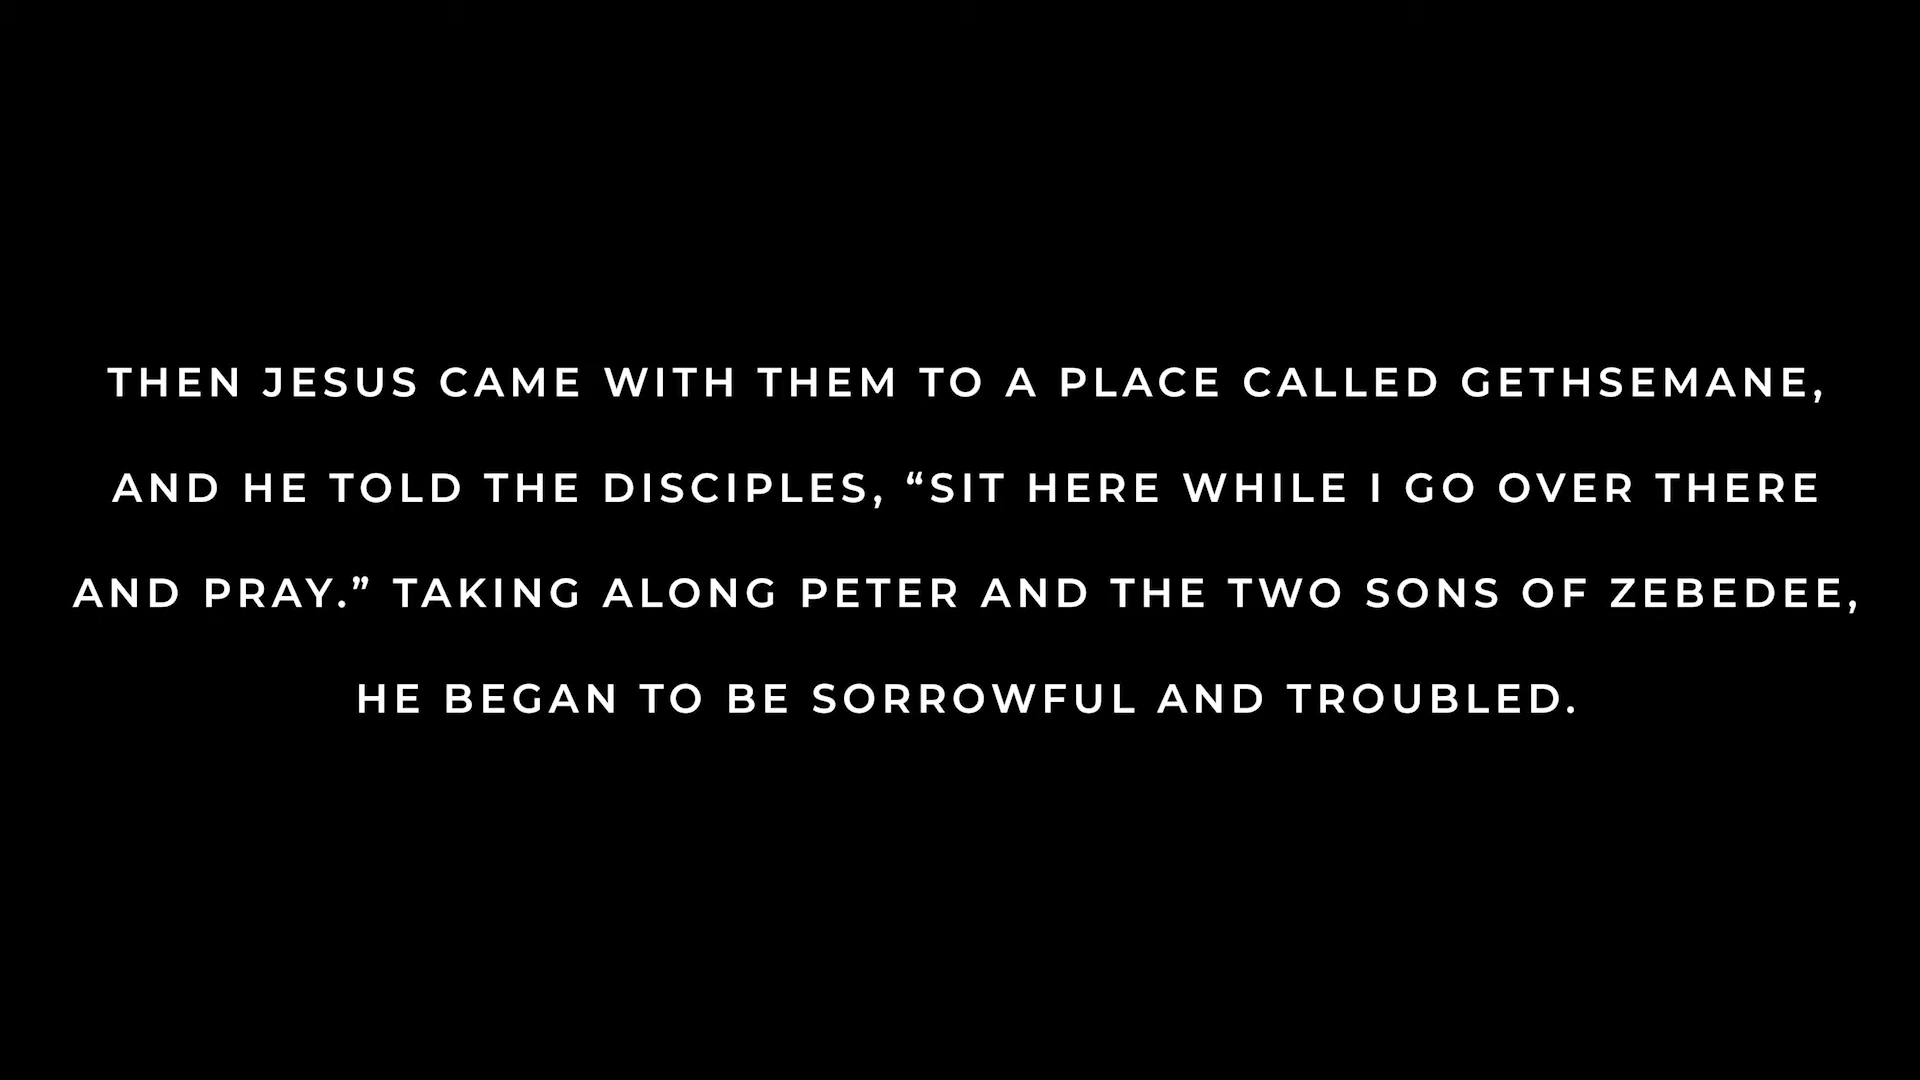 THEN JESUS CAME WITH THEM TO A PLACE CALLED GETHSEMANE,
AND HE TOLD THE DISCIPLES, “SIT HERE WHILE I GO OVER THERE
AND PRAY.” TAKING ALONG PETER AND THE TWO SONS OF ZEBEDEE,
HE BEGAN TO BE SORROWFUL AND TROUBLED.